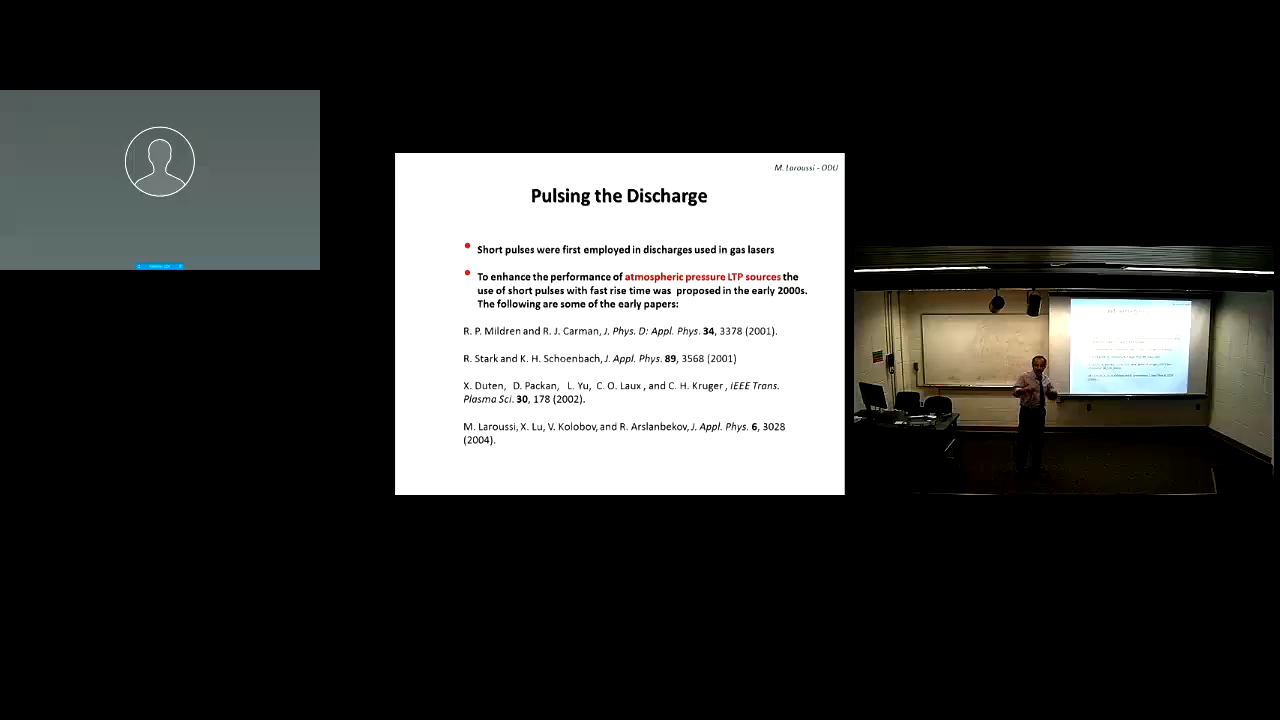 M. Laroussi - ODU
Pulsing the Discharge
• Short pulses were first employed in discharges used in gas lasers
• To enhance the performance of atmospheric pressure LTP sources the
use of short pulses with fast rise time was proposed in the early 2000s.
The following are some of the early papers:
R. P. Mildren and R. J. Carman, J. Phys. D: Appl. Phys. 34, 3378 (2001).
R. Stark and K. H. Schoenbach, J. Appl. Phys. 89, 3568 (2001)
X. Duten, D. Packan, L. Yu, C. O. Laux , and C. H. Kruger , IEEE Trans.
Plasma Sci. 30, 178 (2002).
M. Laroussi, X. Lu, V. Kolobov, and R. Arslanbekov, J. Appl. Phys. 6, 3028
(2004).